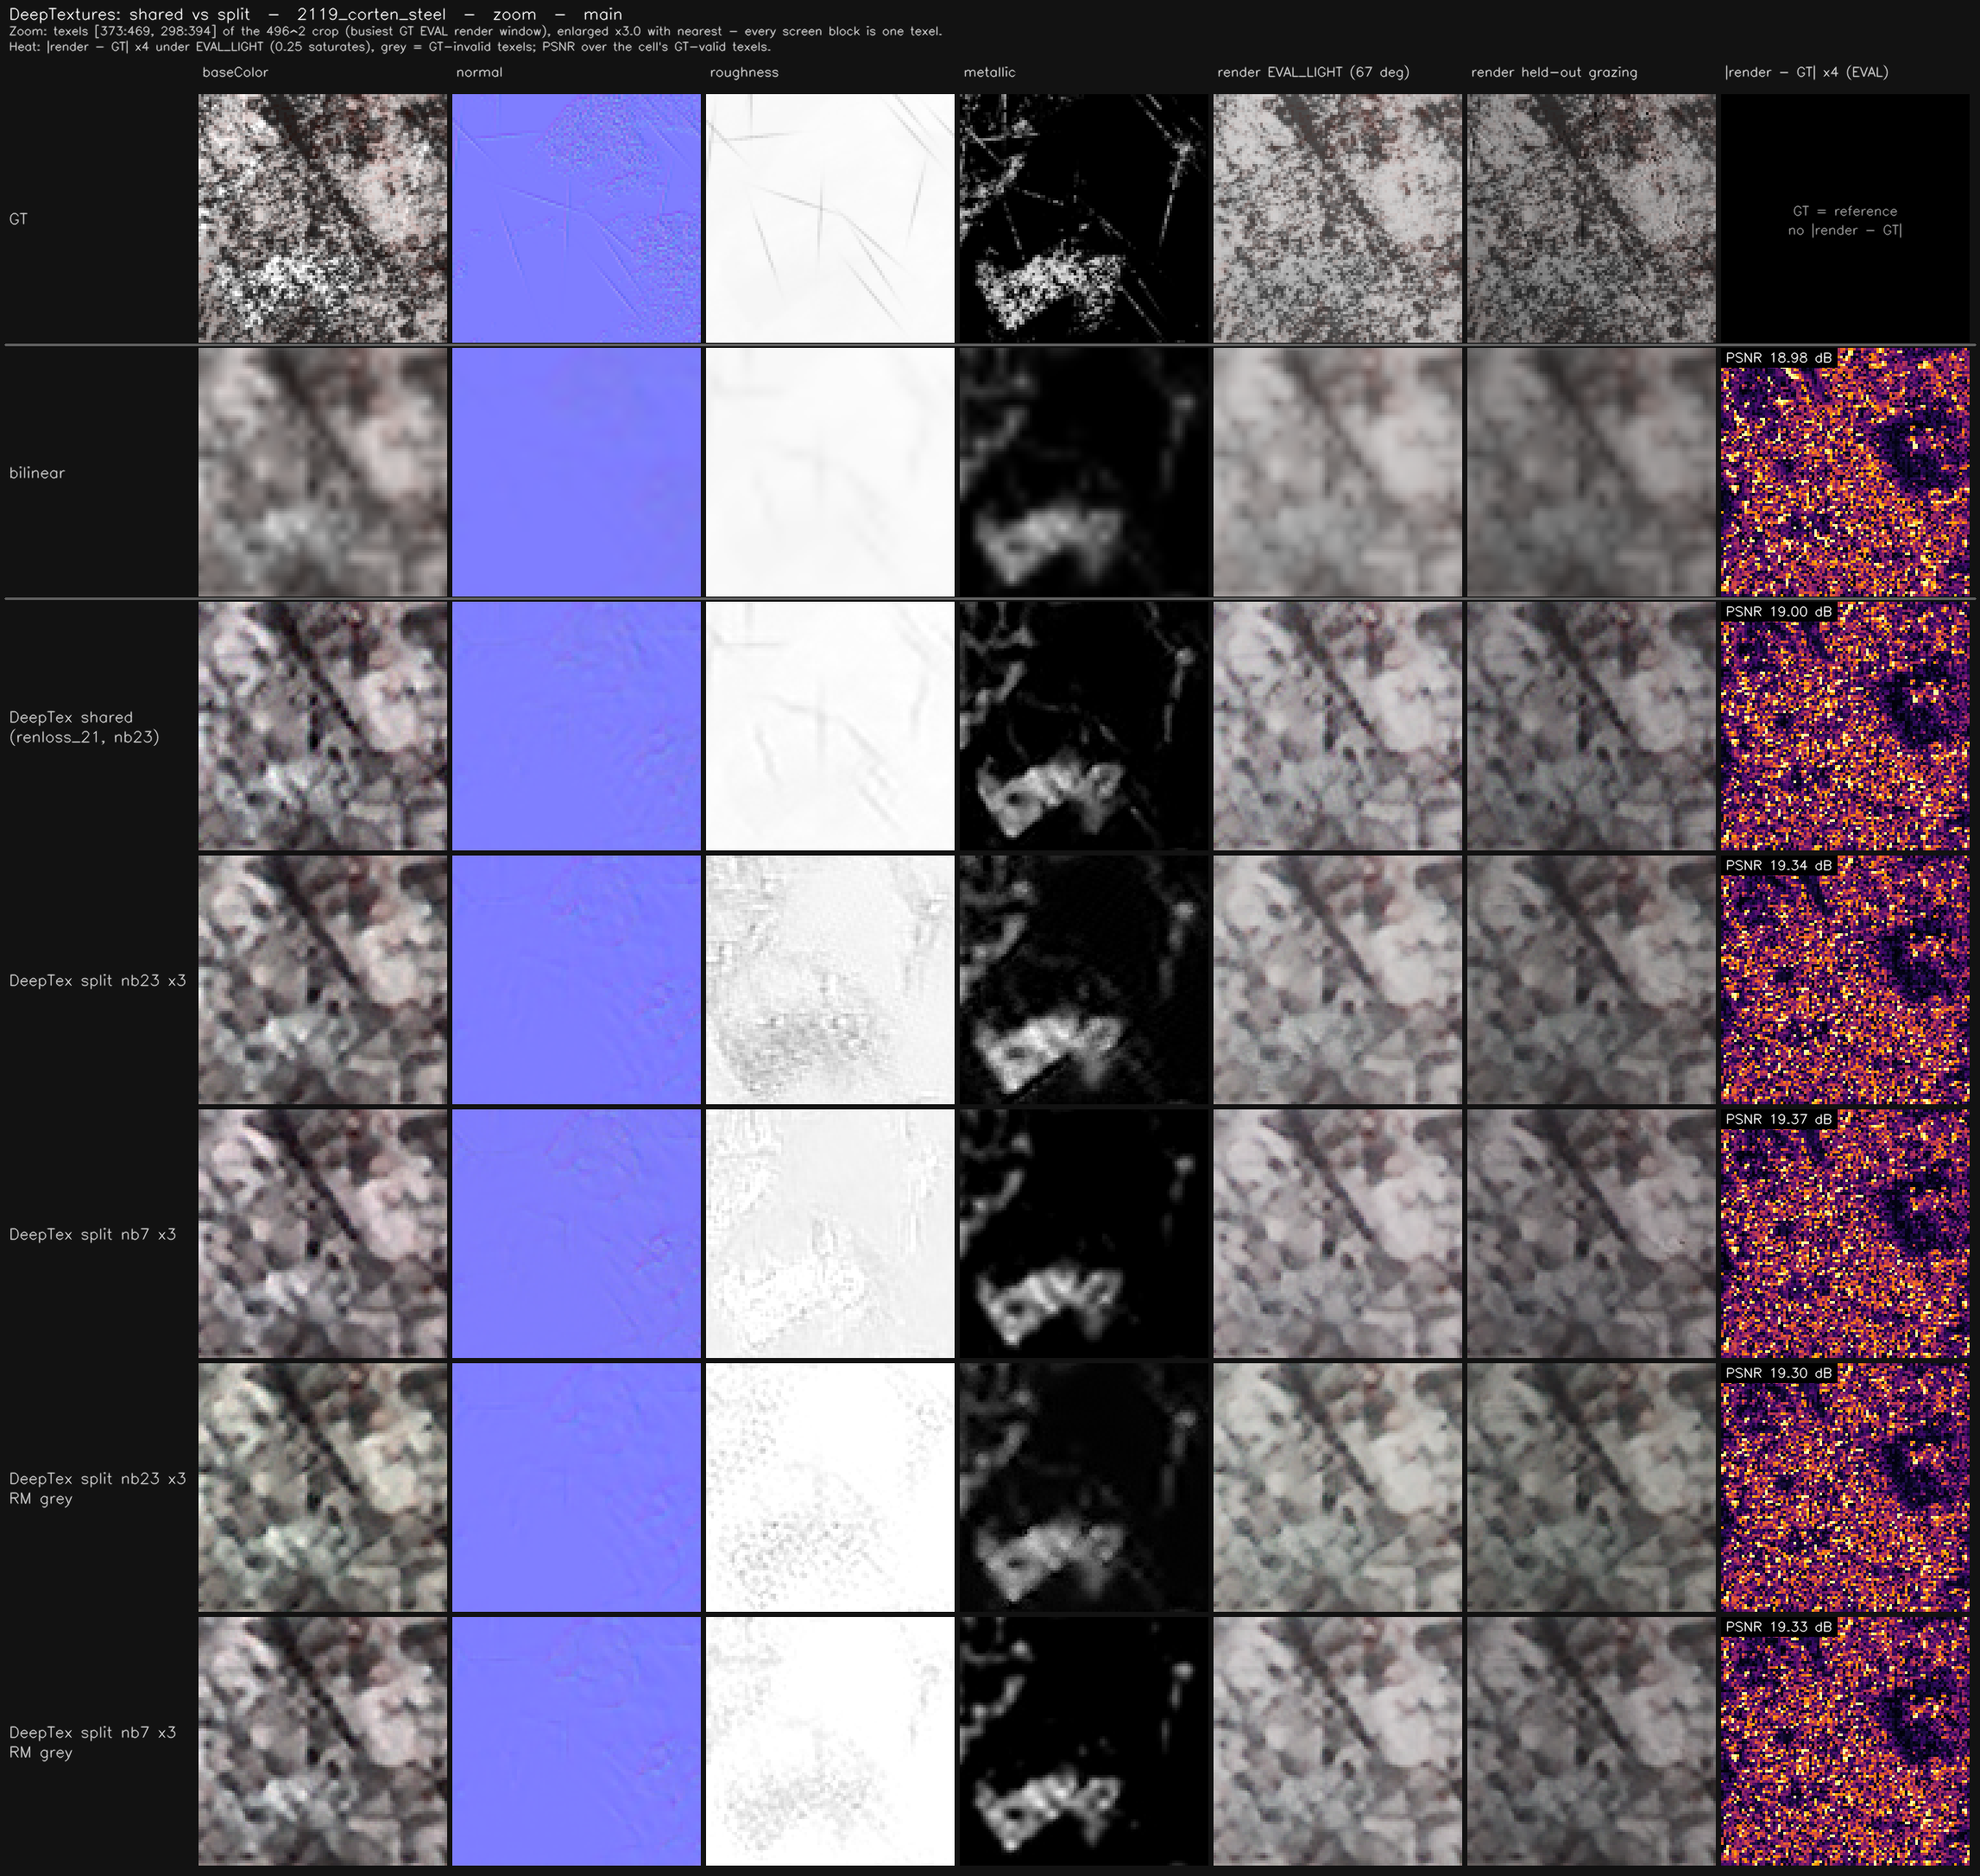 DeepTextures: shared vs split — 2119_corten_steel — zoom — main
Zoom: texels [373:469, 298:394] of the 496^2 crop (busiest GT EVAL render window), enlarged x3.0 with nearest — every screen block is one texel.
Heat: |render − GT| x4 under EVAL_LIGHT (0.25 saturates), grey = GT-invalid texels; PSNR over the cell's GT-valid texels.
baseColor normal roughness metallic render EVAL_LIGHT (67 deg) render held-out grazing |render − GT| x4 (EVAL)
GT
GT = reference
no |render − GT|
bilinear
PSNR 18.98 dB
DeepTex shared
(renloss_21, nb23)
PSNR 19.00 dB
DeepTex split nb23 x3
PSNR 19.34 dB
DeepTex split nb7 x3
PSNR 19.37 dB
DeepTex split nb23 x3
RM grey
PSNR 19.30 dB
DeepTex split nb7 x3
RM grey
PSNR 19.33 dB